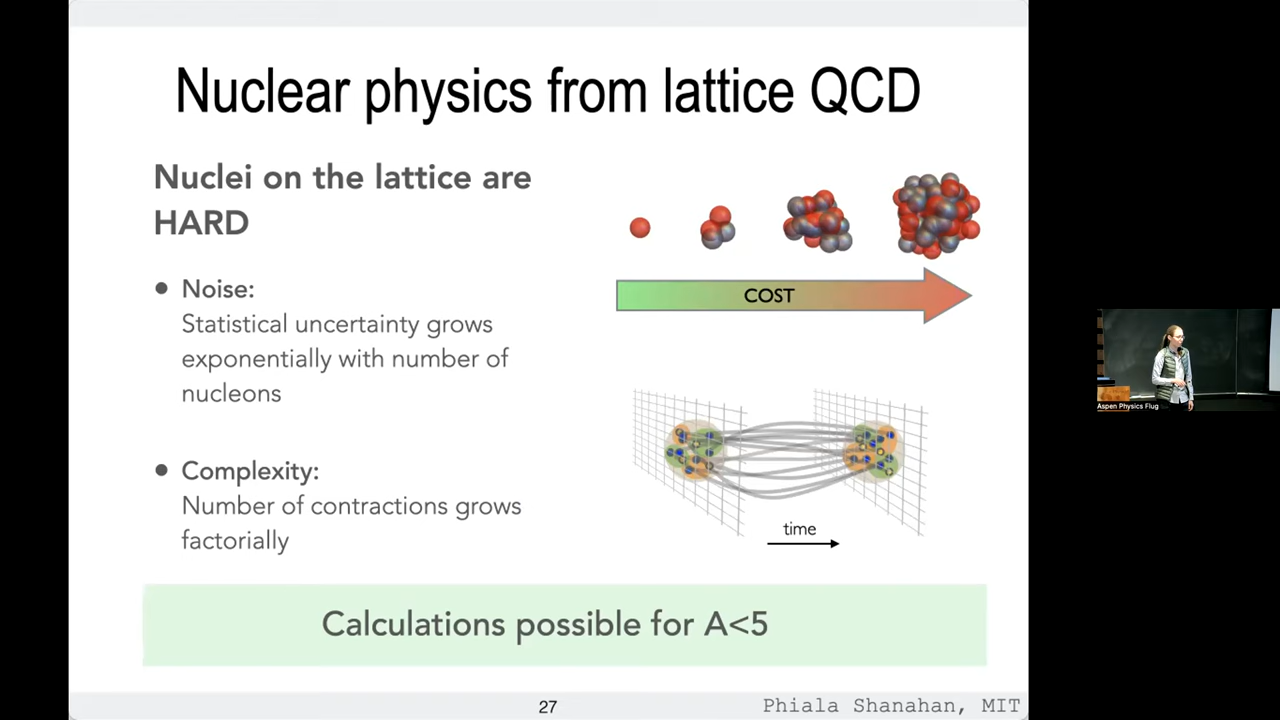 Nuclear physics from lattice QCD
Nuclei on the lattice are
HARD
• Noise:
Statistical uncertainty grows
exponentially with number of
nucleons
• Complexity:
Number of contractions grows
factorially
COST
time
Calculations possible for A<5
27
Phiala Shanahan, MIT
Aspen Physics Flug